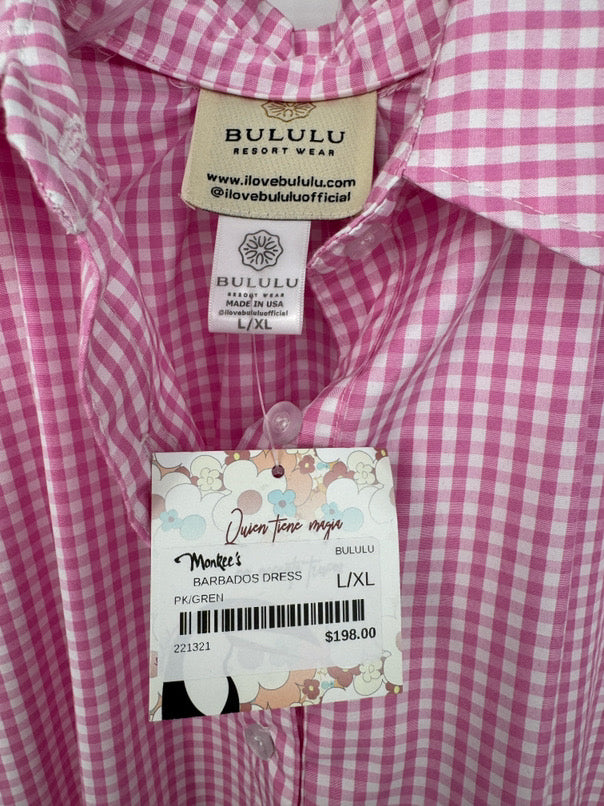 BULULU
RESORT WEAR
www.ilovebululu.com
@ilovebululuofficial
BULULU
RESORT WEAR
MADE IN USA
@ilovebululuofficial
L/XL
Quien tiene magia
Monkee's
BULULU
BARBADOS DRESS
L/XL
PK/GREN
$198.00
221321